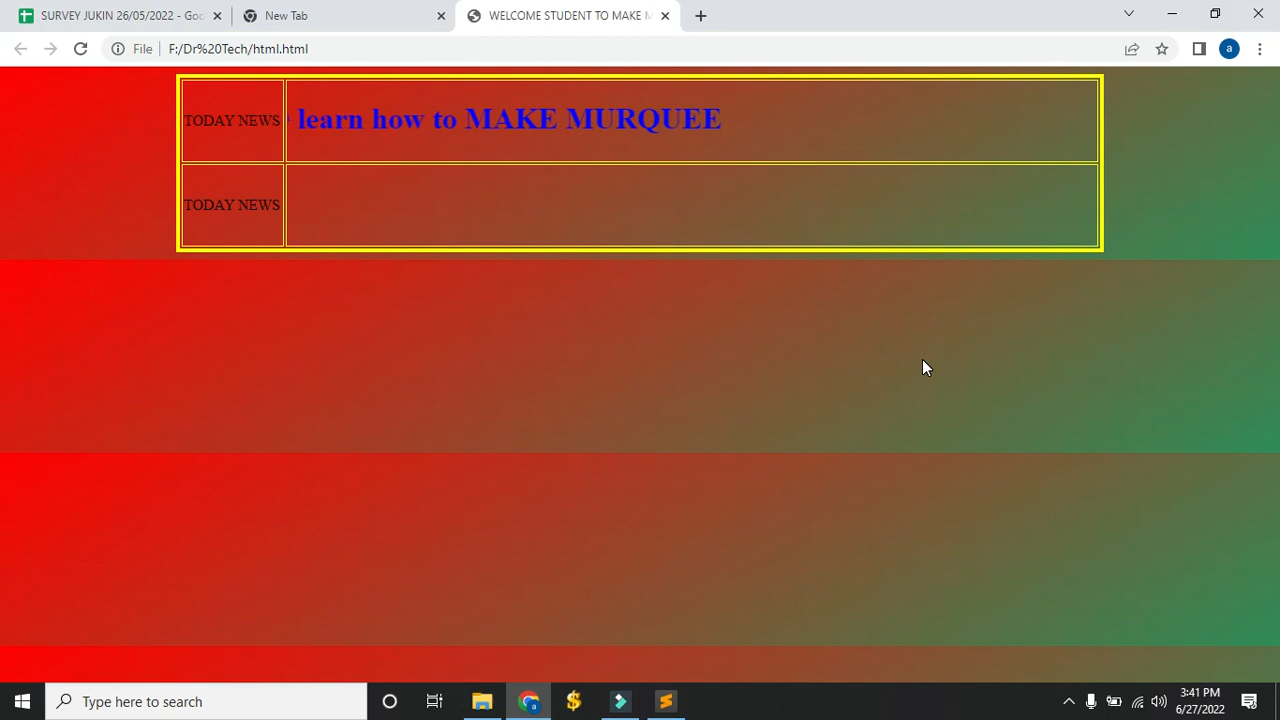 SURVEY JUKIN 26/05/2022 - Goo
New Tab
WELCOME STUDENT TO MAKE M
File
F:/Dr%20Tech/html.html
a
TODAY NEWS
learn how to MAKE MURQUEE
TODAY NEWS
Type here to search
a
3:41 PM
6/27/2022